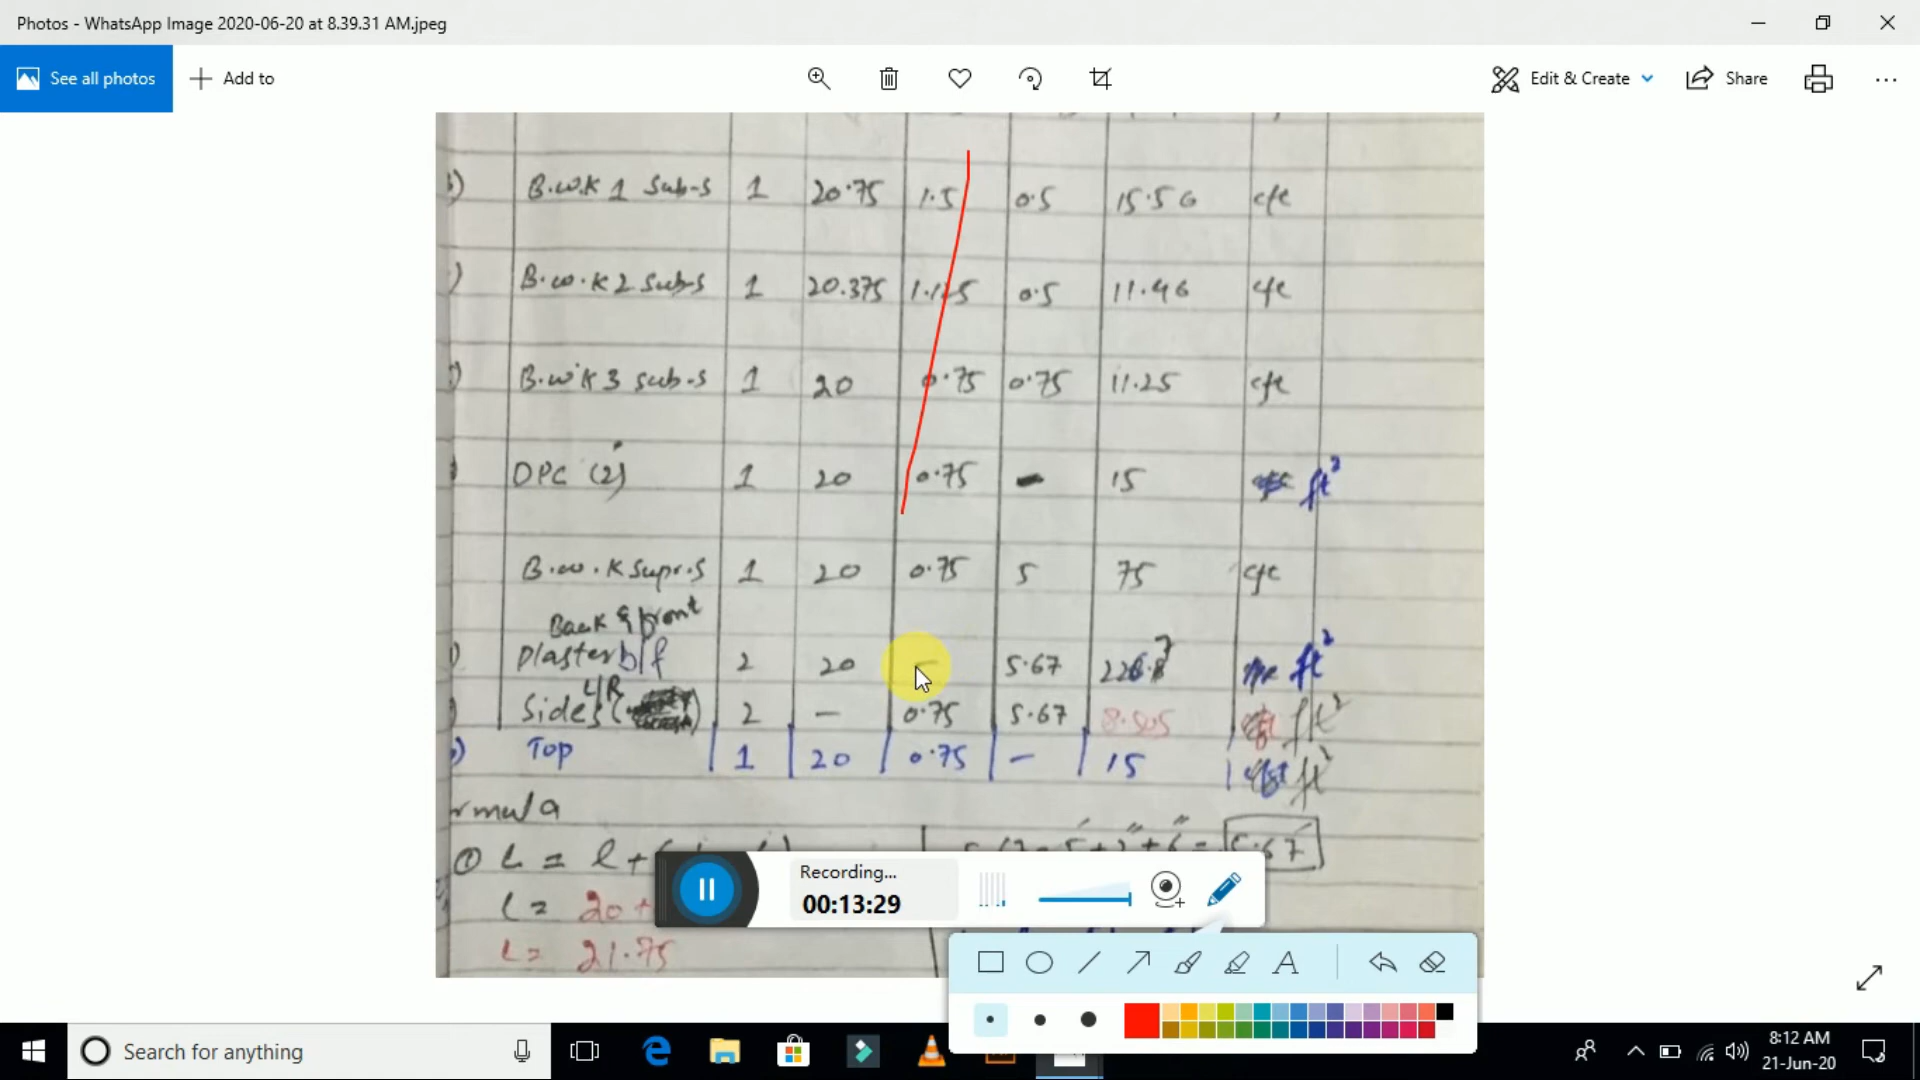 Photos - WhatsApp Image 2020-06-20 at 8.39.31 AM.jpeg
See all photos
Add to
Edit & Create
Share
B.W.K 1 Sub-S 1 20.75 1.5 0.5 15.56 cft
B.W.K 2 Sub-S 1 20.375 1.125 0.5 11.46 cft
B.W.K 3 Sub-S 1 20 0.75 0.75 11.25 cft
DPC (2") 1 20 0.75 - 15 ft²
B.W.K Supr.S 1 20 0.75 5 75 cft
Back & front
Plaster b/f 2 20 5.67 ft²
L/R
Sides 2 - 0.75 5.67 8.505 ft²
Top 1 20 0.75 - 15 ft²
rmula
① L = l +
L = 20 +
L = 21.75
5.67
Recording...
00:13:29
A
Search for anything
8:12 AM
21-Jun-20